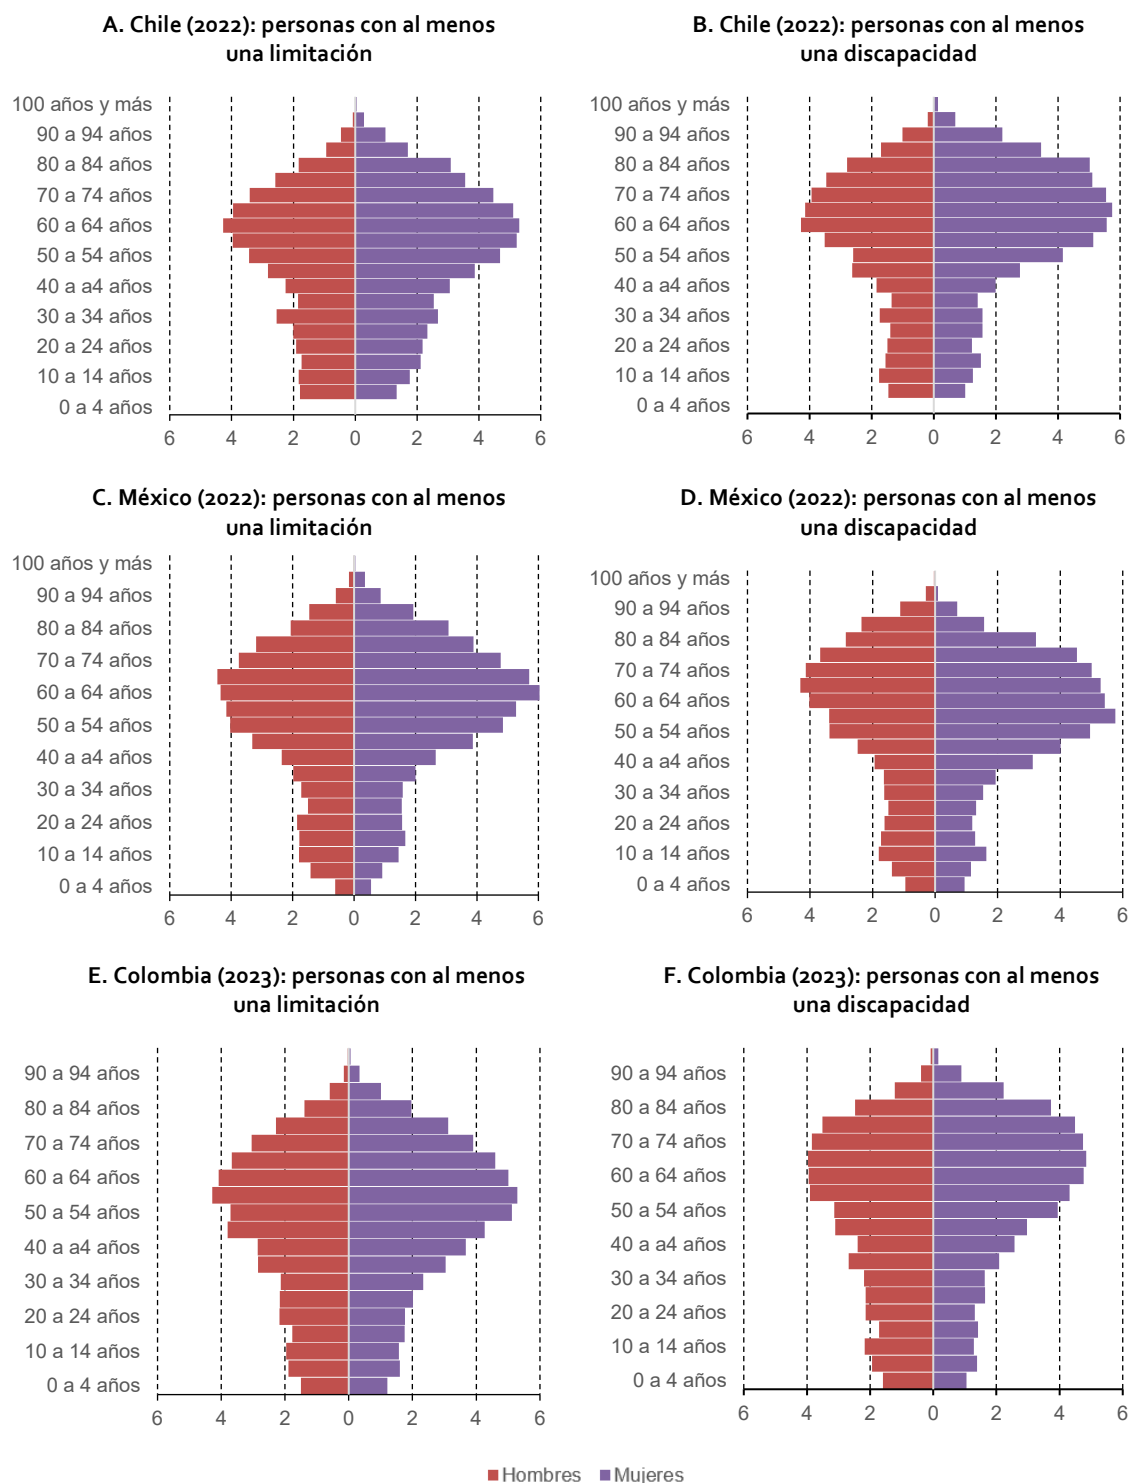 A. Chile (2022): personas con al menos
una limitación
100 años y más
90 a 94 años
80 a 84 años
70 a 74 años
60 a 64 años
50 a 54 años
40 a a4 años
30 a 34 años
20 a 24 años
10 a 14 años
0 a 4 años
6 4 2 0 2 4 6
B. Chile (2022): personas con al menos
una discapacidad
100 años y más
90 a 94 años
80 a 84 años
70 a 74 años
60 a 64 años
50 a 54 años
40 a a4 años
30 a 34 años
20 a 24 años
10 a 14 años
0 a 4 años
6 4 2 0 2 4 6
C. México (2022): personas con al menos
una limitación
100 años y más
90 a 94 años
80 a 84 años
70 a 74 años
60 a 64 años
50 a 54 años
40 a a4 años
30 a 34 años
20 a 24 años
10 a 14 años
0 a 4 años
6 4 2 0 2 4 6
D. México (2022): personas con al menos
una discapacidad
100 años y más
90 a 94 años
80 a 84 años
70 a 74 años
60 a 64 años
50 a 54 años
40 a a4 años
30 a 34 años
20 a 24 años
10 a 14 años
0 a 4 años
6 4 2 0 2 4 6
E. Colombia (2023): personas con al menos
una limitación
90 a 94 años
80 a 84 años
70 a 74 años
60 a 64 años
50 a 54 años
40 a a4 años
30 a 34 años
20 a 24 años
10 a 14 años
0 a 4 años
6 4 2 0 2 4 6
F. Colombia (2023): personas con al menos
una discapacidad
90 a 94 años
80 a 84 años
70 a 74 años
60 a 64 años
50 a 54 años
40 a a4 años
30 a 34 años
20 a 24 años
10 a 14 años
0 a 4 años
6 4 2 0 2 4 6
Hombres Mujeres